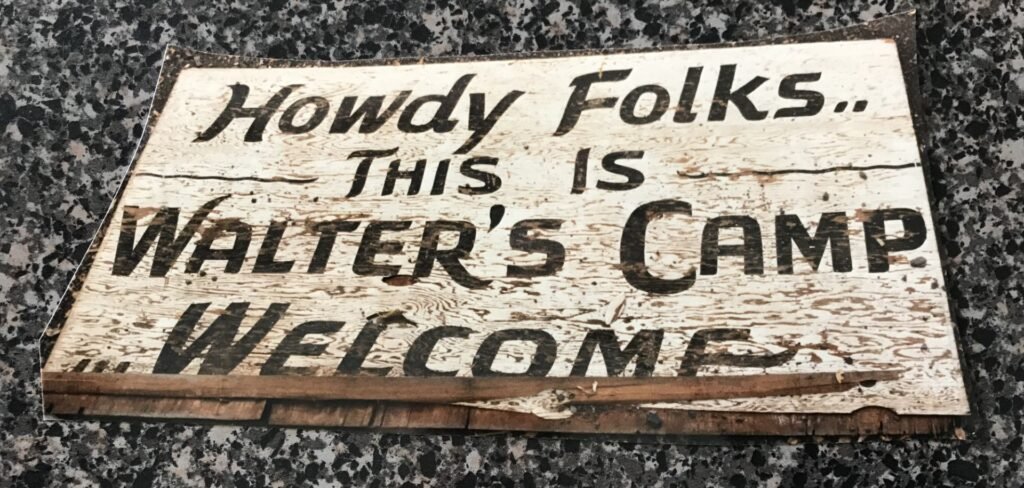 Howdy Folks..
THIS IS
WALTER'S CAMP
WELCOME